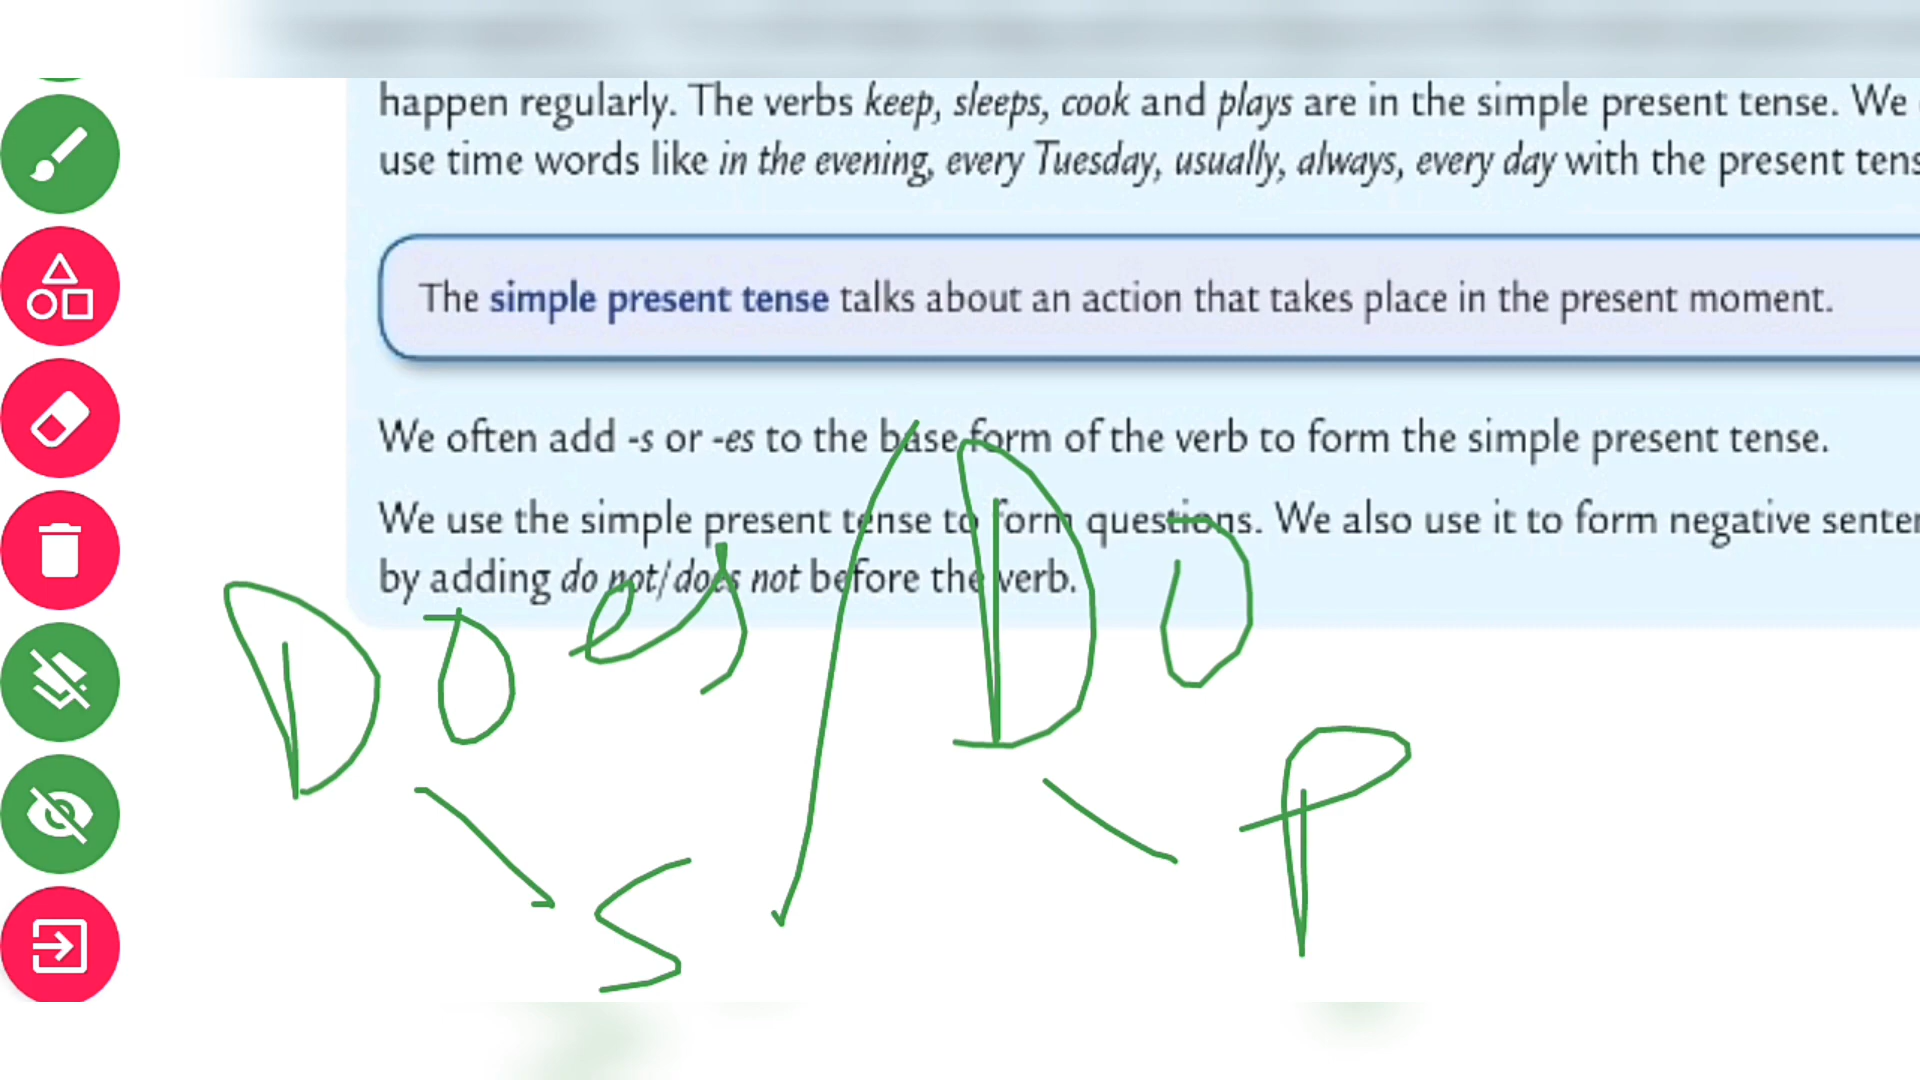 happen regularly. The verbs keep, sleeps, cook and plays are in the simple present tense. We
use time words like in the evening, every Tuesday, usually, always, every day with the present tens
The simple present tense talks about an action that takes place in the present moment.
We often add -s or -es to the base form of the verb to form the simple present tense.
We use the simple present tense to form questions. We also use it to form negative senten
by adding do not/does not before the verb.
Does / Do
S P